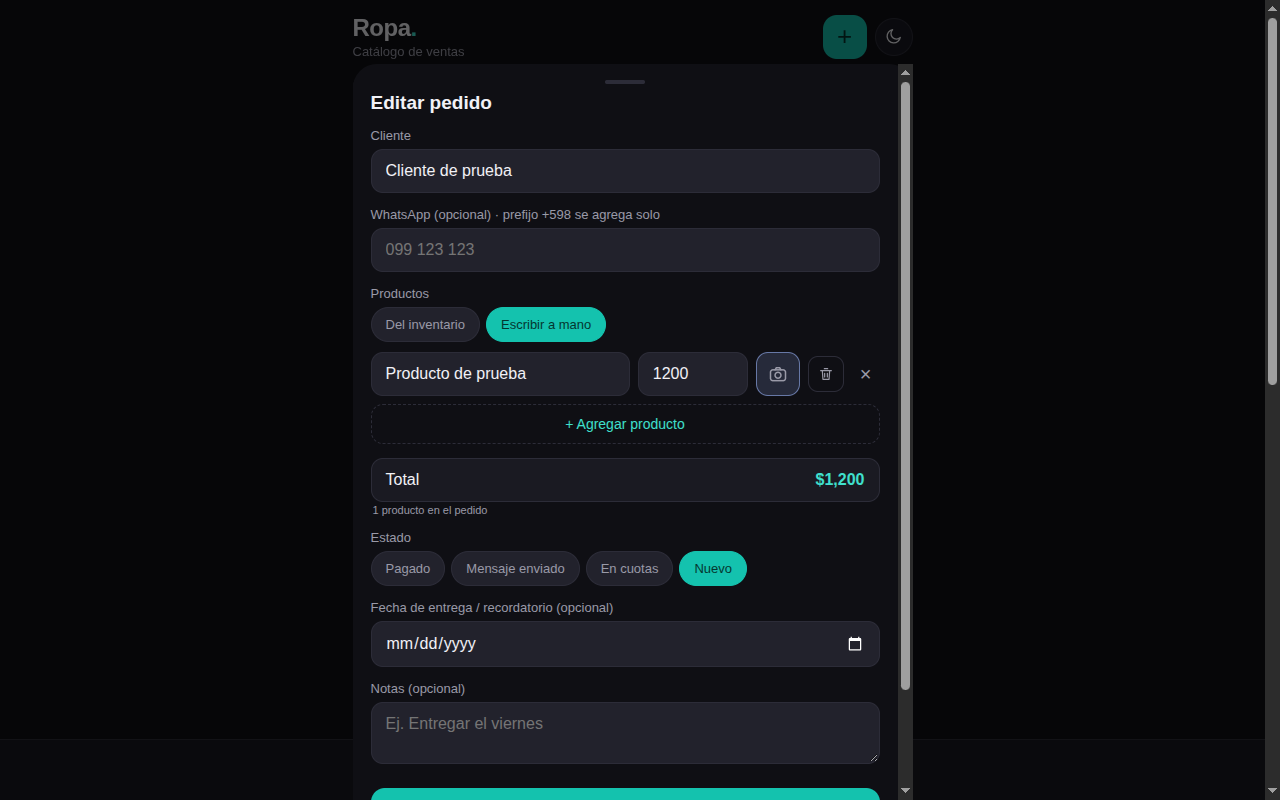 Ropa.
Catálogo de ventas
+
Editar pedido
Cliente
Cliente de prueba
WhatsApp (opcional) · prefijo +598 se agrega solo
099 123 123
Productos
Del inventario
Escribir a mano
Producto de prueba
1200
×
+ Agregar producto
Total
$1,200
1 producto en el pedido
Estado
Pagado
Mensaje enviado
En cuotas
Nuevo
Fecha de entrega / recordatorio (opcional)
mm/dd/yyyy
Notas (opcional)
Ej. Entregar el viernes